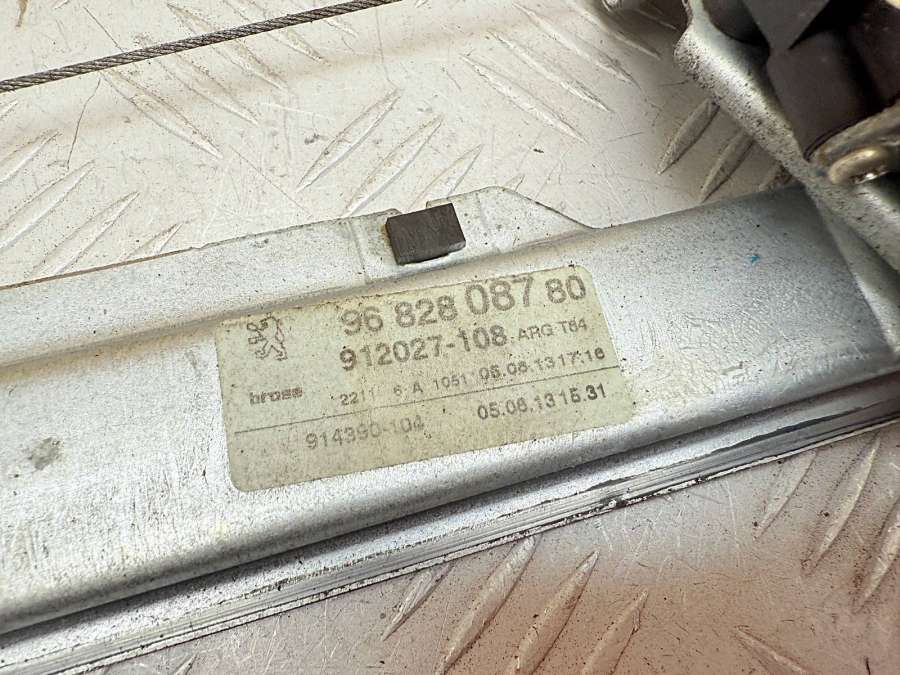 96 828 087 80
912027-108 ARG T84
brose 2211 6 A 1051 05.08.13 17:16
914390-104 05.08.13 15.31